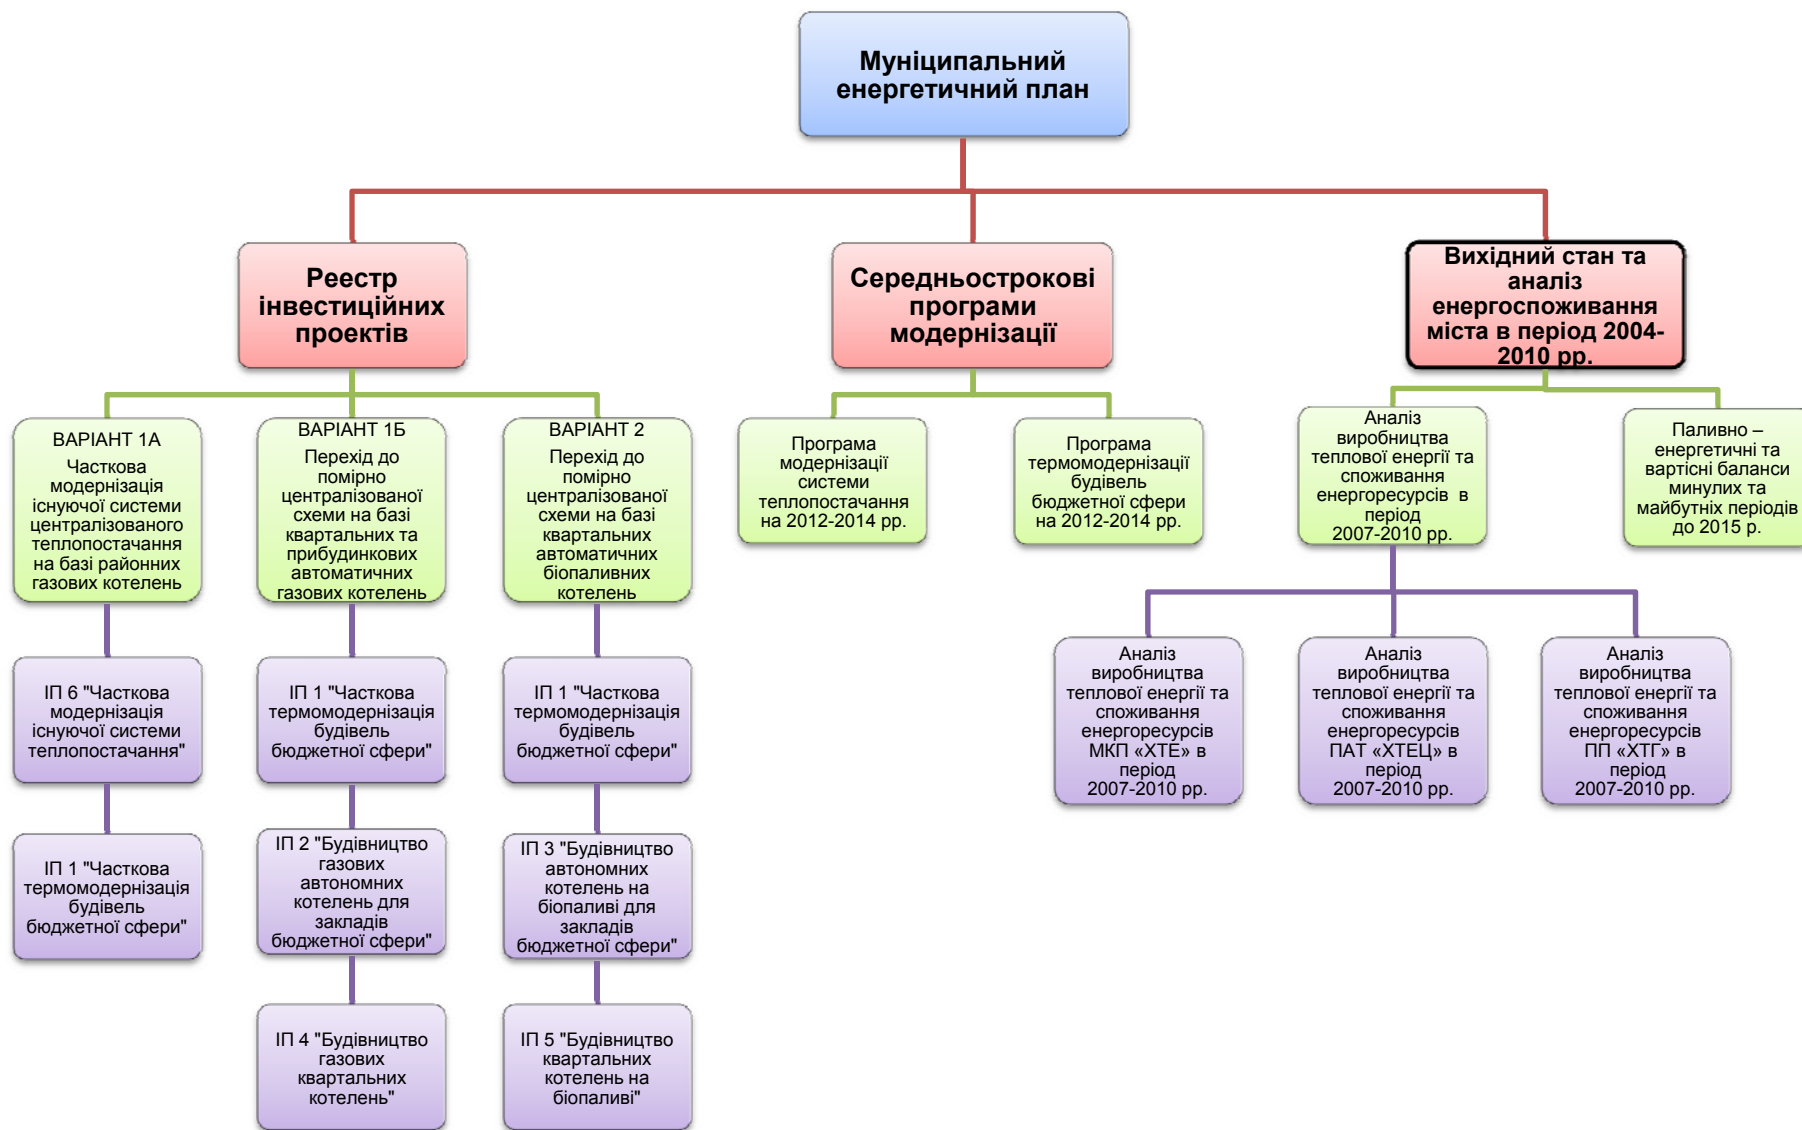 Муніципальний
енергетичний план
Реестр
інвестиційних
проектів
Середньострокові
програми
модернізації
Вихідний стан та
аналіз
енергоспоживання
міста в період 2004-
2010 рр.
ВАРІАНТ 1А
Часткова
модернізація
існуючої системи
централізованого
теплопостачання
на базі районних
газових котелень
ВАРІАНТ 1Б
Перехід до
помірно
централізованої
схеми на базі
квартальних та
прибудинкових
автоматичних
газових котелень
ВАРІАНТ 2
Перехід до
помірно
централізованої
схеми на базі
квартальних
автоматичних
біопаливних
котелень
Програма
модернізації
системи
теплопостачання
на 2012-2014 рр.
Програма
термомодернізації
будівель
бюджетної сфери
на 2012-2014 рр.
Аналіз
виробництва
теплової енергії та
споживання
енергоресурсів в
період
2007-2010 рр.
Паливно –
енергетичні та
вартісні баланси
минулих та
майбутніх періодів
до 2015 р.
ІП 6 "Часткова
модернізація
існуючої системи
теплопостачання"
ІП 1 "Часткова
термомодернізація
будівель
бюджетної сфери"
ІП 1 "Часткова
термомодернізація
будівель
бюджетної сфери"
Аналіз
виробництва
теплової енергії та
споживання
енергоресурсів
МКП «ХТЕ» в
період
2007-2010 рр.
Аналіз
виробництва
теплової енергії та
споживання
енергоресурсів
ПАТ «ХТЕЦ» в
період
2007-2010 рр.
Аналіз
виробництва
теплової енергії та
споживання
енергоресурсів
ПП «ХТГ» в
період
2007-2010 рр.
ІП 1 "Часткова
термомодернізація
будівель
бюджетної сфери"
ІП 2 "Будівництво
газових
автономних
котелень для
закладів
бюджетної сфери"
ІП 3 "Будівництво
автономних
котелень на
біопаливі для
закладів
бюджетної сфери"
ІП 4 "Будівництво
газових
квартальних
котелень"
ІП 5 "Будівництво
квартальних
котелень на
біопаливі"